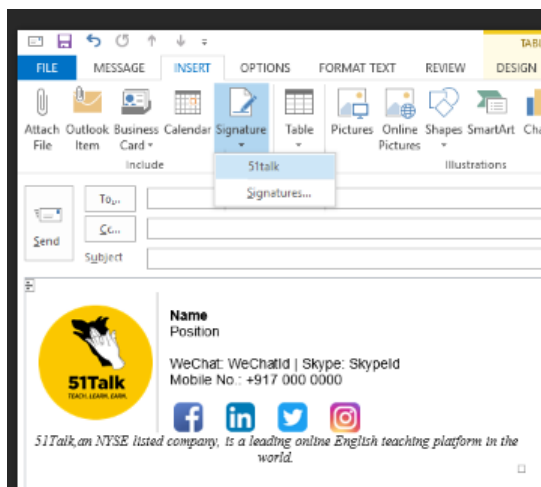 TABL
FILE MESSAGE INSERT OPTIONS FORMAT TEXT REVIEW DESIGN
Attach File Outlook Item Business Card Calendar Signature Table Pictures Online Pictures Shapes SmartArt
Include Illustrations
51talk
Signatures...
To...
Cc...
Send
Subject
Name
Position
WeChat: WeChatId | Skype: SkypeId
Mobile No.: +917 000 0000
51Talk
TEACH. LEARN. EARN.
51Talk,an NYSE listed company, is a leading online English teaching platform in the
world.